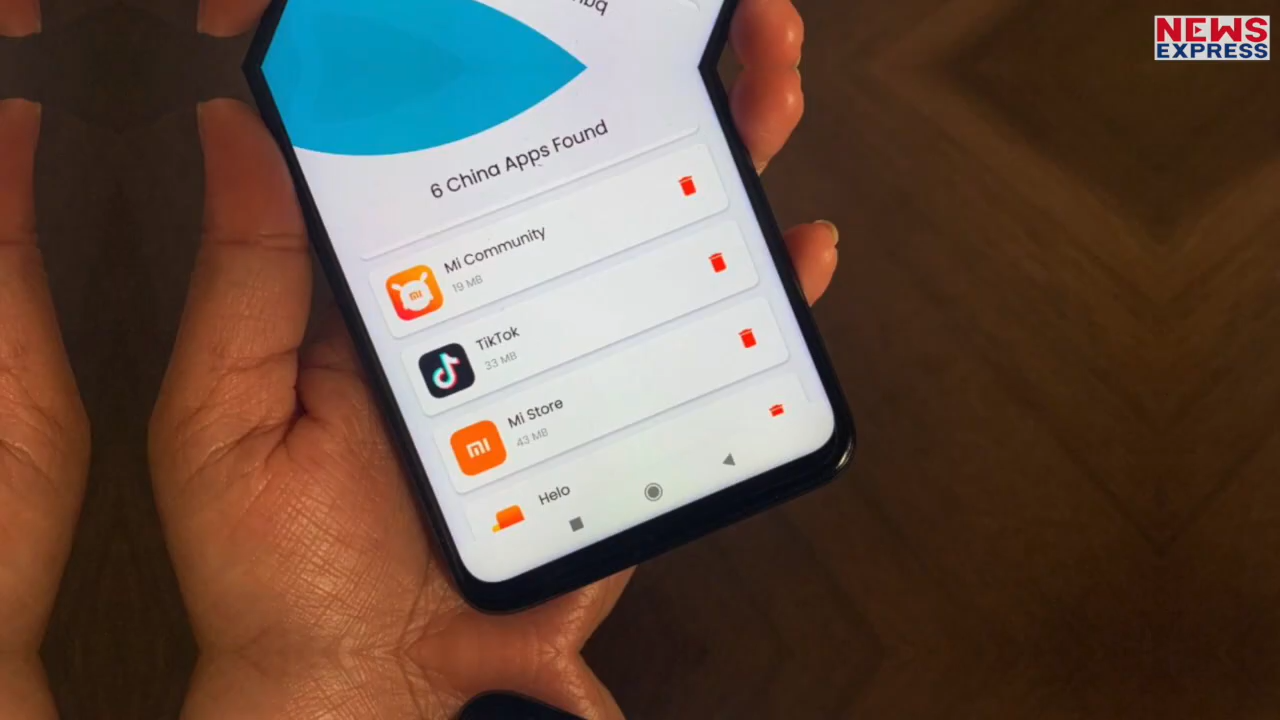 NEWS
EXPRESS
6 China Apps Found
Mi Community
19 MB
TikTok
33 MB
Mi Store
43 MB
Helo